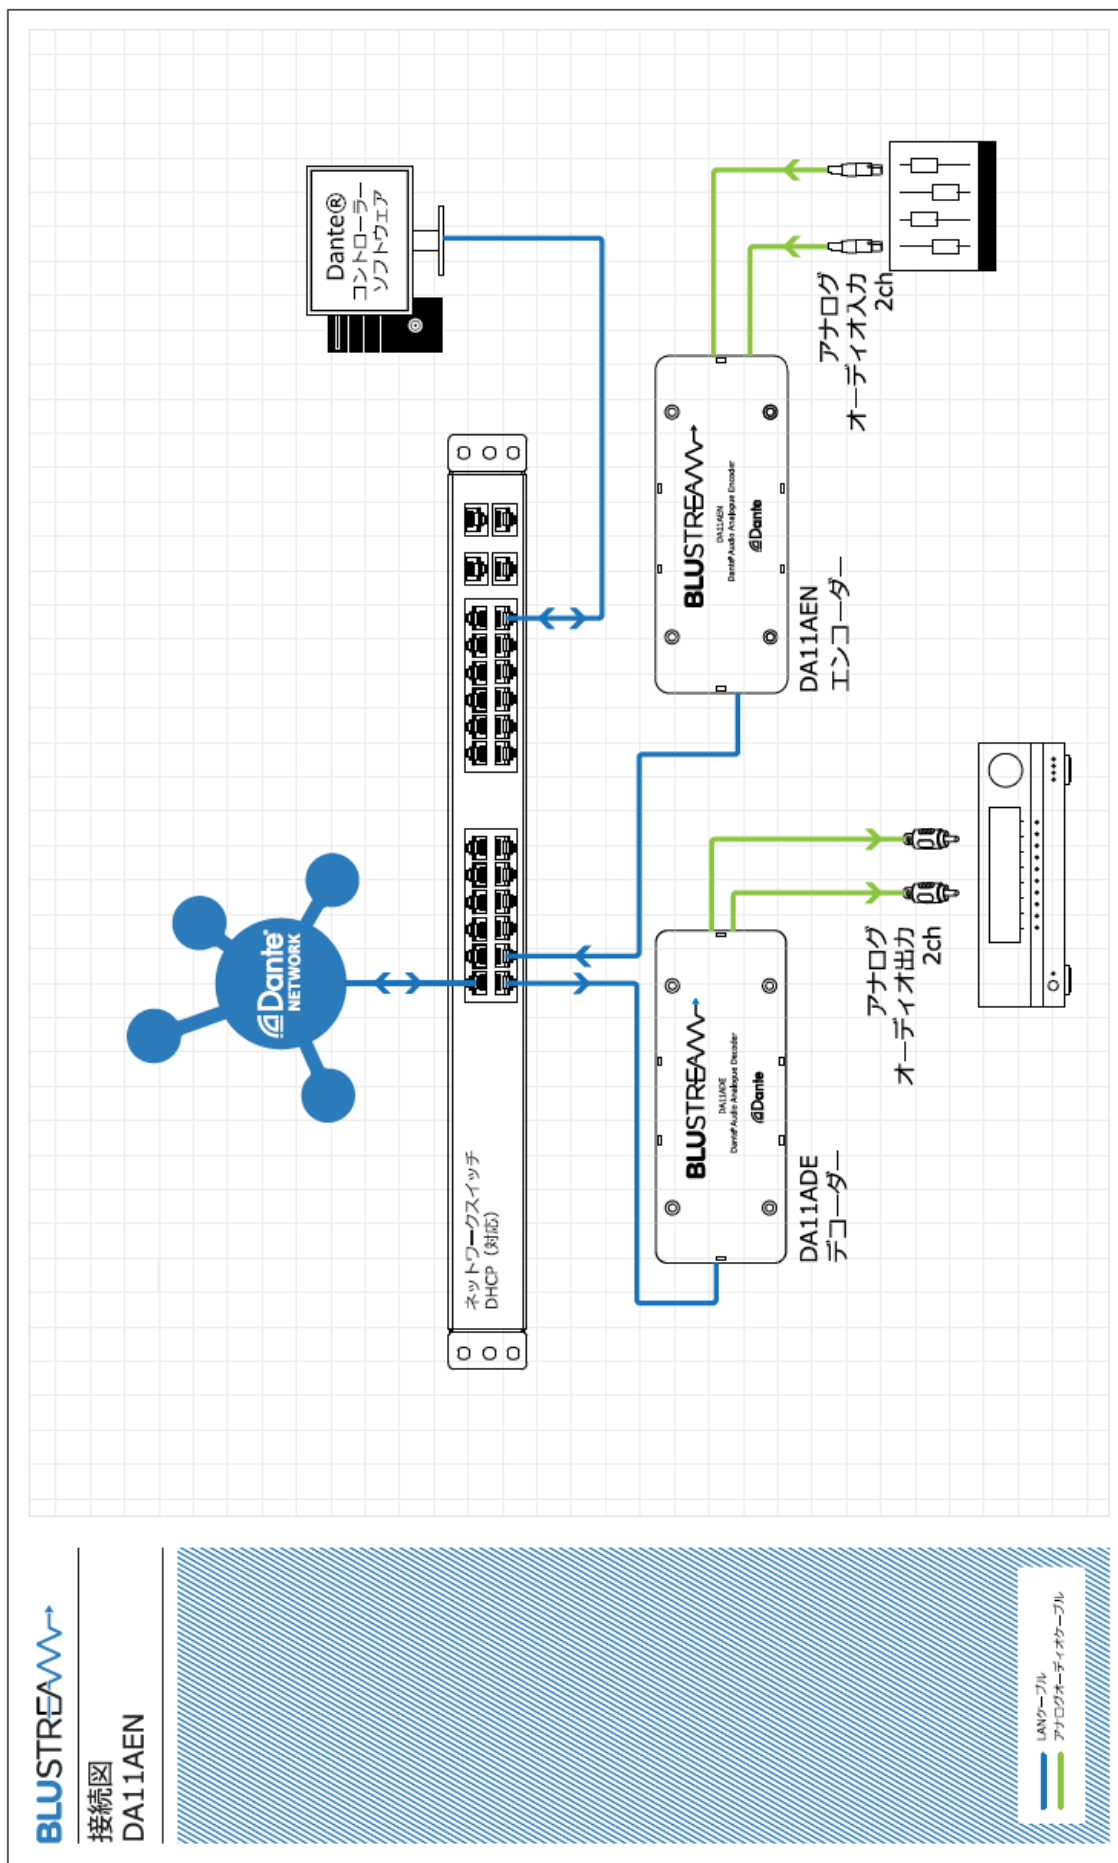 BLUSTREAM
接続図
DA11AEN
Dante®
コントローラー
ソフトウェア
Dante®
NETWORK
ネットワークスイッチ
DHCP（対応）
BLUSTREAM
DA11ADE
Dante® Audio Analogue Decoder
Dante
DA11ADE
デコーダー
BLUSTREAM
DA11AEN
Dante® Audio Analogue Encoder
Dante
DA11AEN
エンコーダー
アナログ
オーディオ出力
2ch
アナログ
オーディオ入力
2ch
LANケーブル
アナログオーディオケーブル